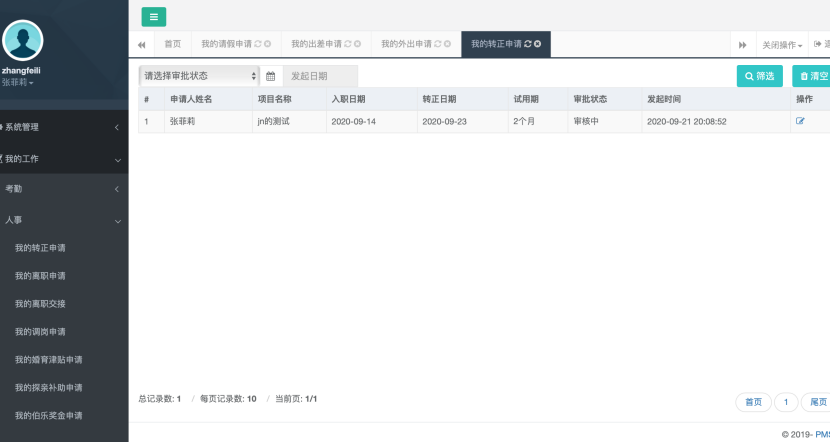 zhangfeili
张菲莉
系统管理
我的工作
考勤
人事
我的转正申请
我的离职申请
我的离职交接
我的调岗申请
我的婚育津贴申请
我的探亲补助申请
我的伯乐奖金申请
首页 我的请假申请 我的出差申请 我的外出申请 我的转正申请 关闭操作
请选择审批状态 发起日期 筛选 清空
# 申请人姓名 项目名称 入职日期 转正日期 试用期 审批状态 发起时间 操作
1 张菲莉 jn的测试 2020-09-14 2020-09-23 2个月 审核中 2020-09-21 20:08:52
总记录数: 1 / 每页记录数: 10 / 当前页: 1/1
首页 1 尾页
© 2019- PMS